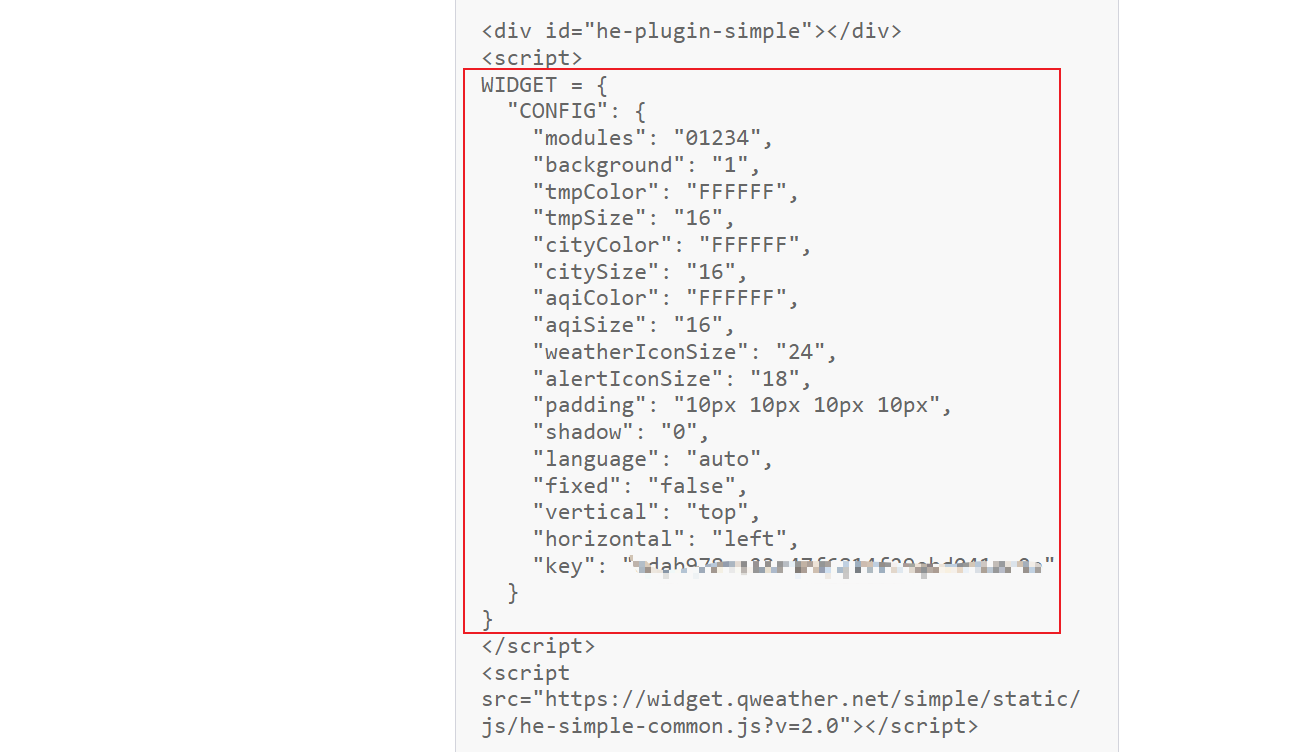 <div id="he-plugin-simple"></div>
<script>
WIDGET = {
  "CONFIG": {
    "modules": "01234",
    "background": "1",
    "tmpColor": "FFFFFF",
    "tmpSize": "16",
    "cityColor": "FFFFFF",
    "citySize": "16",
    "aqiColor": "FFFFFF",
    "aqiSize": "16",
    "weatherIconSize": "24",
    "alertIconSize": "18",
    "padding": "10px 10px 10px 10px",
    "shadow": "0",
    "language": "auto",
    "fixed": "false",
    "vertical": "top",
    "horizontal": "left",
    "key": " "
  }
}
</script>
<script
src="https://widget.qweather.net/simple/static/
js/he-simple-common.js?v=2.0"></script>